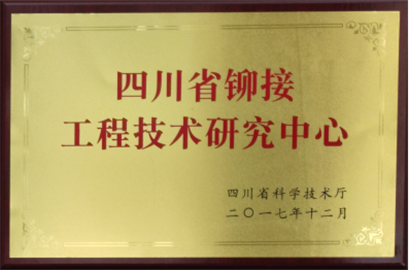 四川省铆接
工程技术研究中心
四川省科学技术厅
二〇一七年十二月